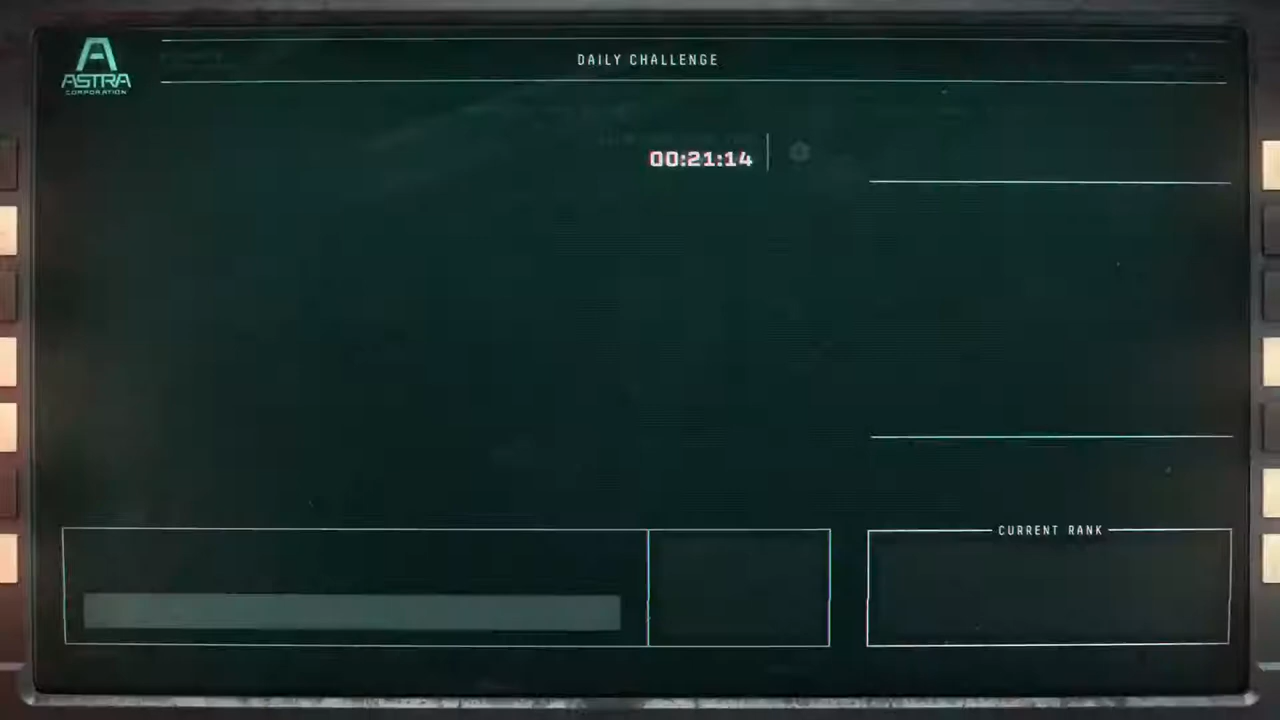 ASTRA
CORPORATION
DAILY CHALLENGE
00:21:14
CURRENT RANK